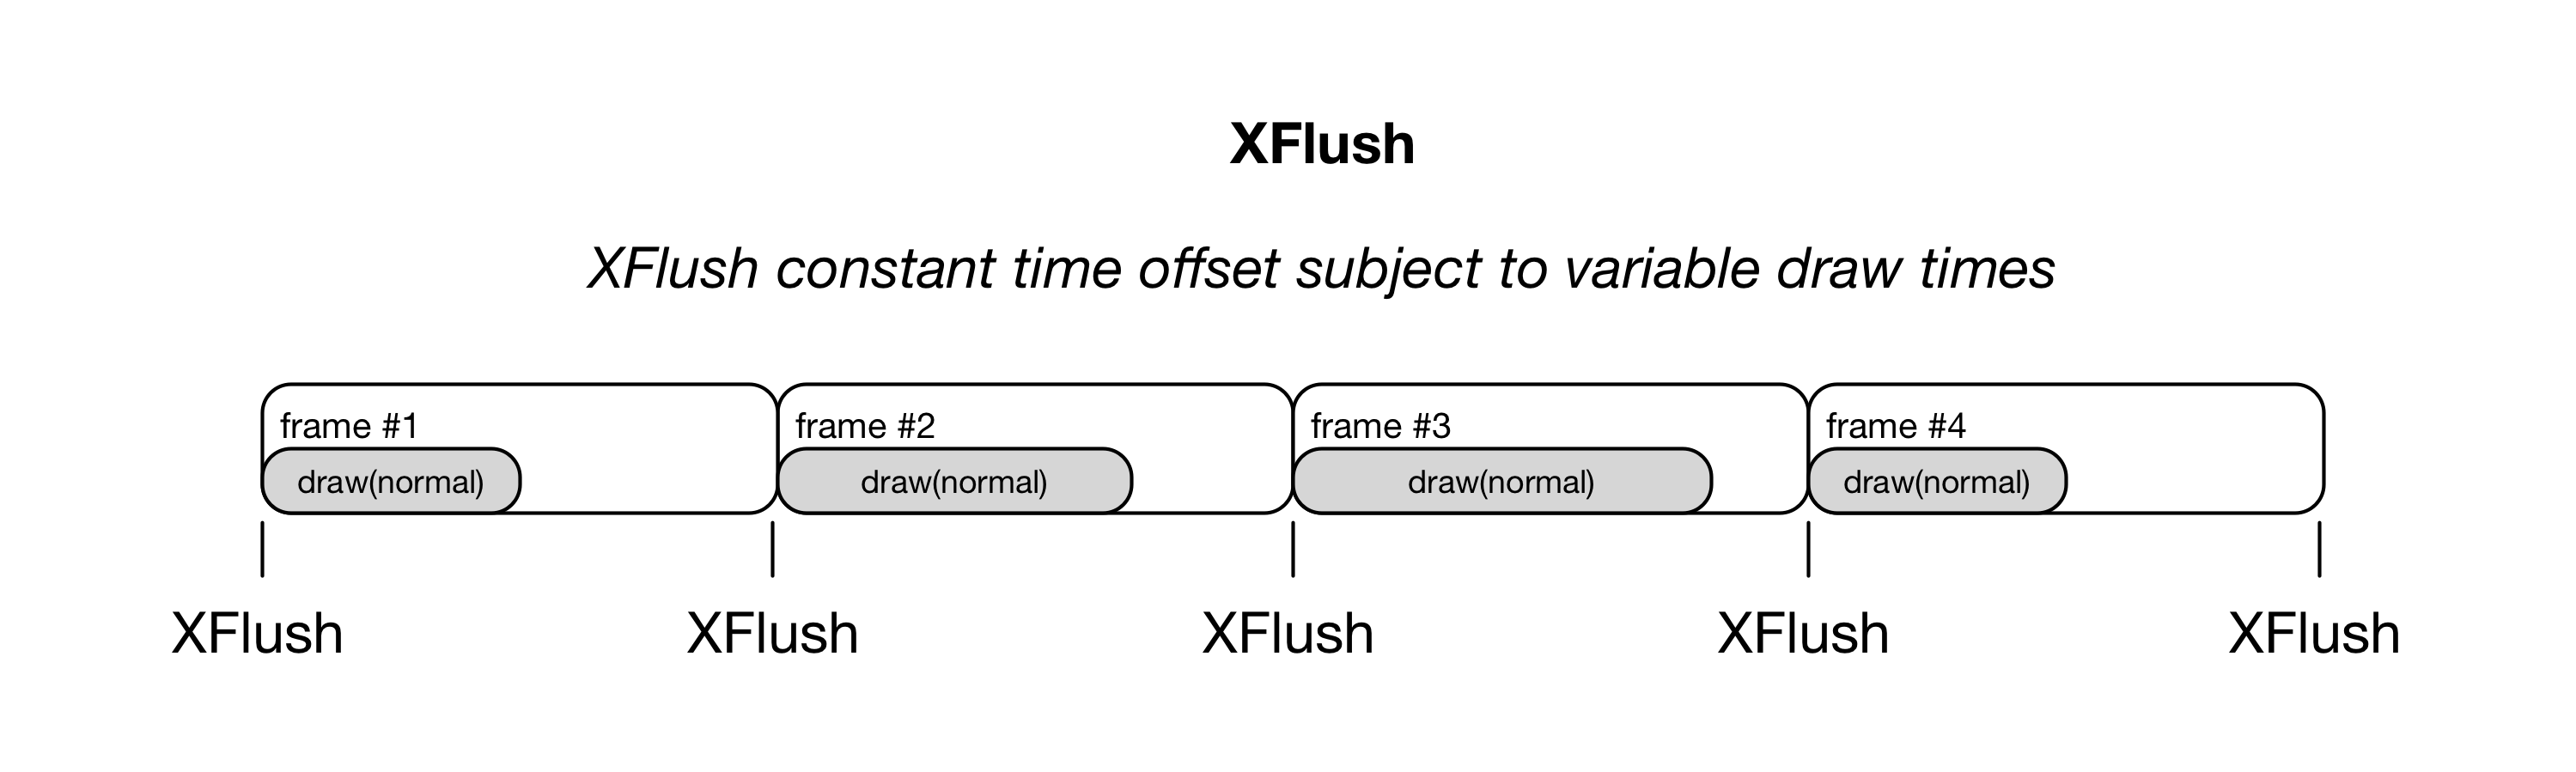 XFlush
XFlush constant time offset subject to variable draw times
frame #1 frame #2 frame #3 frame #4
draw(normal) draw(normal) draw(normal) draw(normal)
XFlush XFlush XFlush XFlush XFlush